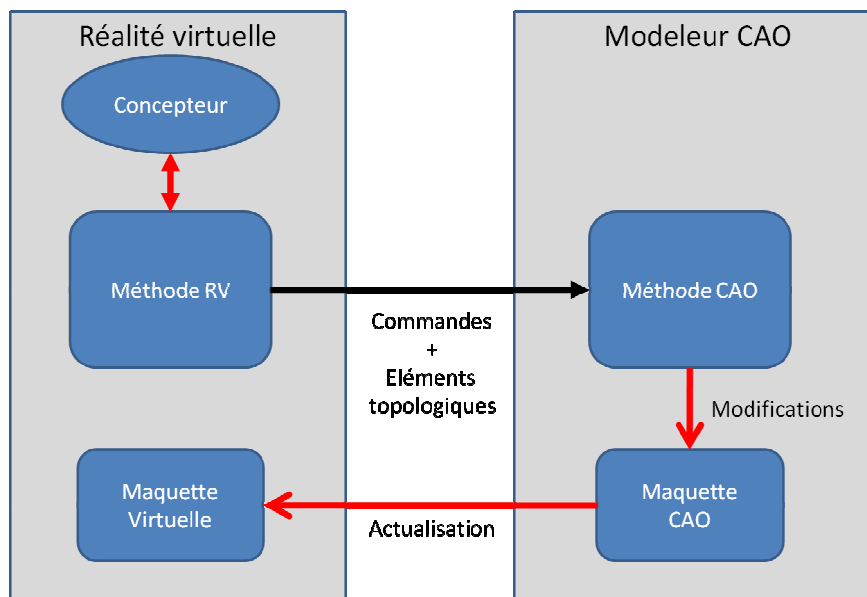 Réalité virtuelle
Modeleur CAO
Concepteur
Méthode RV
Méthode CAO
Commandes
+
Eléments
topologiques
Modifications
Maquette
Virtuelle
Maquette
CAO
Actualisation